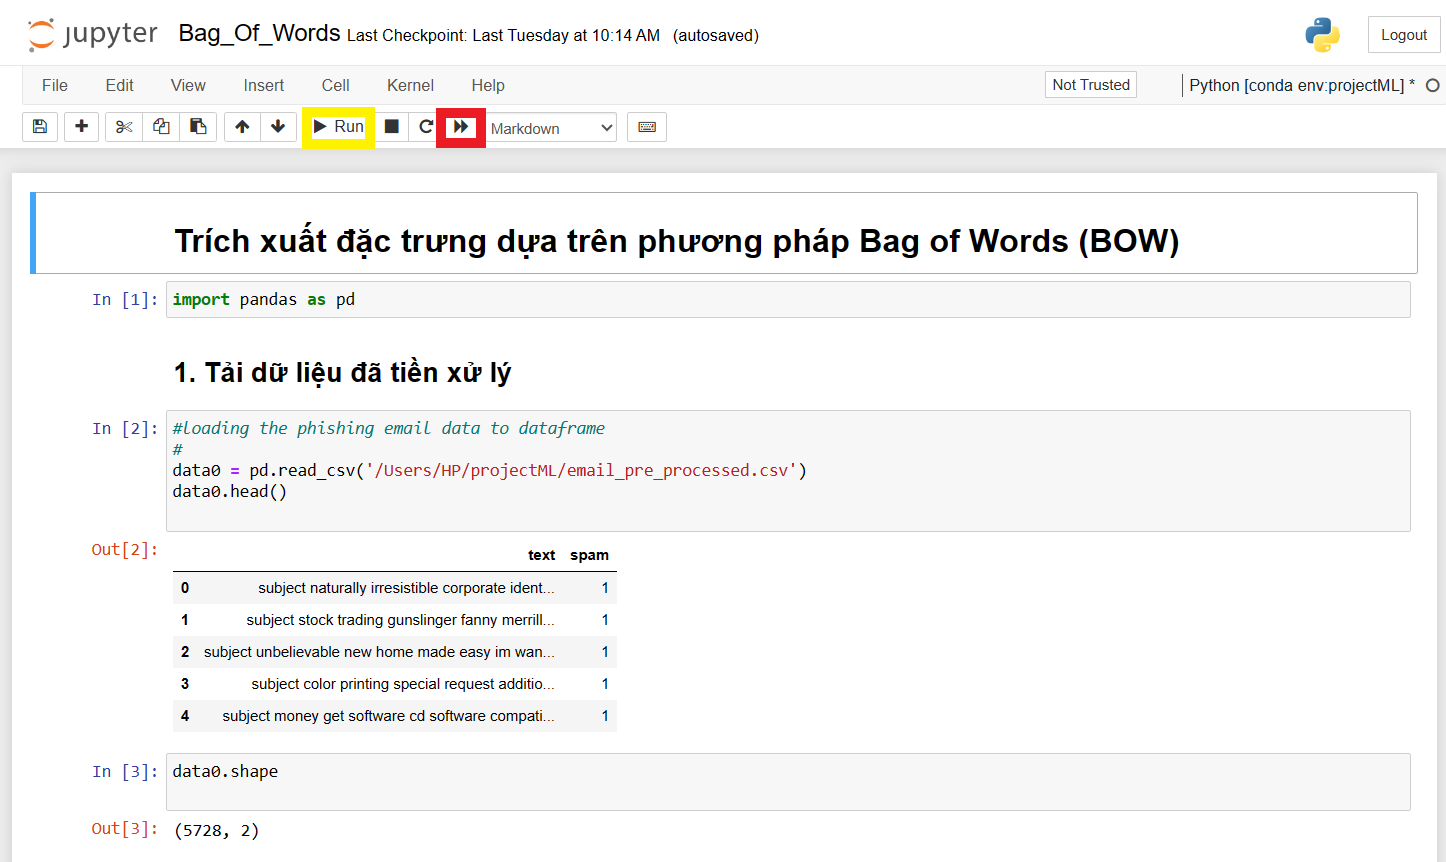 jupyter Bag_Of_Words Last Checkpoint: Last Tuesday at 10:14 AM (autosaved) Logout
File Edit View Insert Cell Kernel Help Not Trusted Python [conda env:projectML] *
Run Markdown
Trích xuất đặc trưng dựa trên phương pháp Bag of Words (BOW)
In [1]: import pandas as pd
1. Tải dữ liệu đã tiền xử lý
In [2]: #loading the phishing email data to dataframe
#
data0 = pd.read_csv('/Users/HP/projectML/email_pre_processed.csv')
data0.head()
Out[2]:
text spam
0 subject naturally irresistible corporate ident... 1
1 subject stock trading gunslinger fanny merrill... 1
2 subject unbelievable new home made easy im wan... 1
3 subject color printing special request additio... 1
4 subject money get software cd software compati... 1
In [3]: data0.shape
Out[3]: (5728, 2)